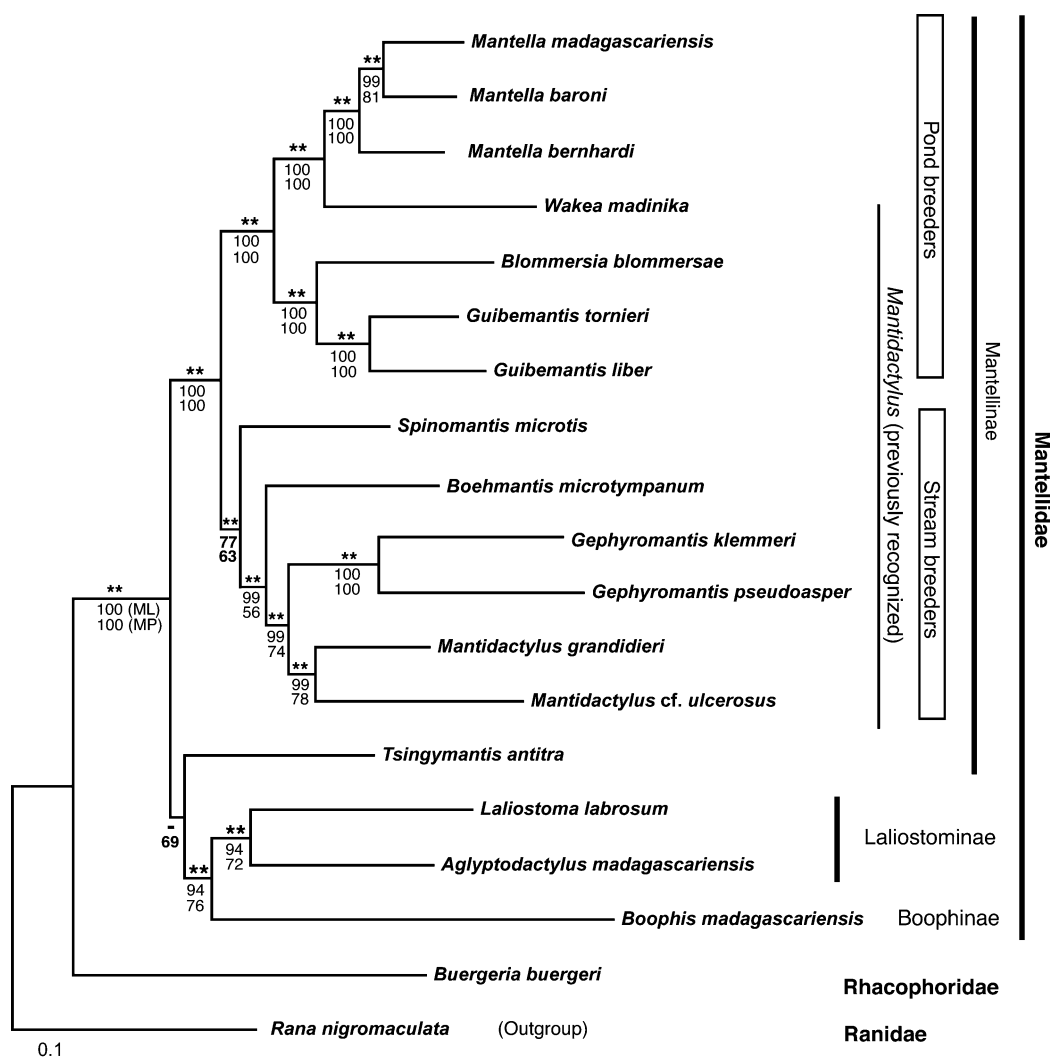 Mantella madagascariensis
**
99
81
Mantella baroni
**
100
100
Mantella bernhardi
**
100
100
Wakea madinika
**
100
100
Blommersia blommersae
**
100
100
Guibemantis tornieri
**
100
100
Guibemantis liber
**
100
100
Spinomantis microtis
Boehmantis microtympanum
**
77
63
Gephyromantis klemmeri
**
100
100
Gephyromantis pseudoasper
**
99
56
**
99
74
Mantidactylus grandidieri
**
99
78
Mantidactylus cf. ulcerosus
**
100 (ML)
100 (MP)
Tsingymantis antitra
-
69
Laliostoma labrosum
**
94
72
Aglyptodactylus madagascariensis
**
94
76
Boophis madagascariensis
Buergeria buergeri
Rana nigromaculata (Outgroup)
0.1
Mantidactylus (previously recognized)
Pond breeders
Stream breeders
Mantellinae
Mantellidae
Laliostominae
Boophinae
Rhacophoridae
Ranidae